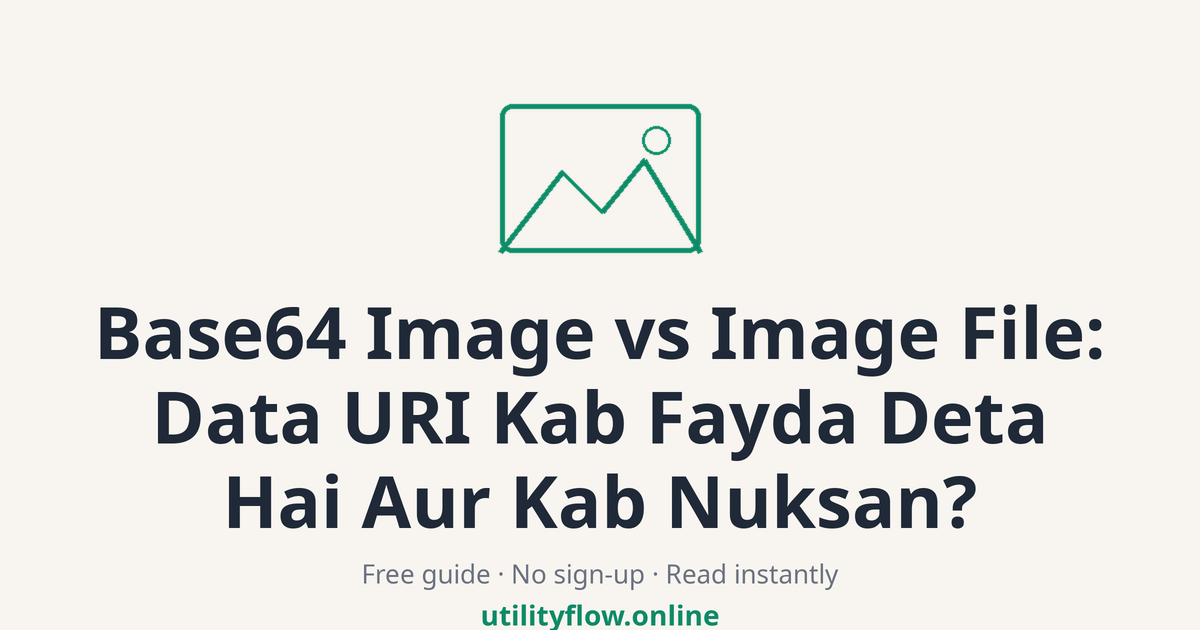 Base64 Image vs Image File:
Data URI Kab Fayda Deta
Hai Aur Kab Nuksan?
Free guide · No sign-up · Read instantly
utilityflow.online